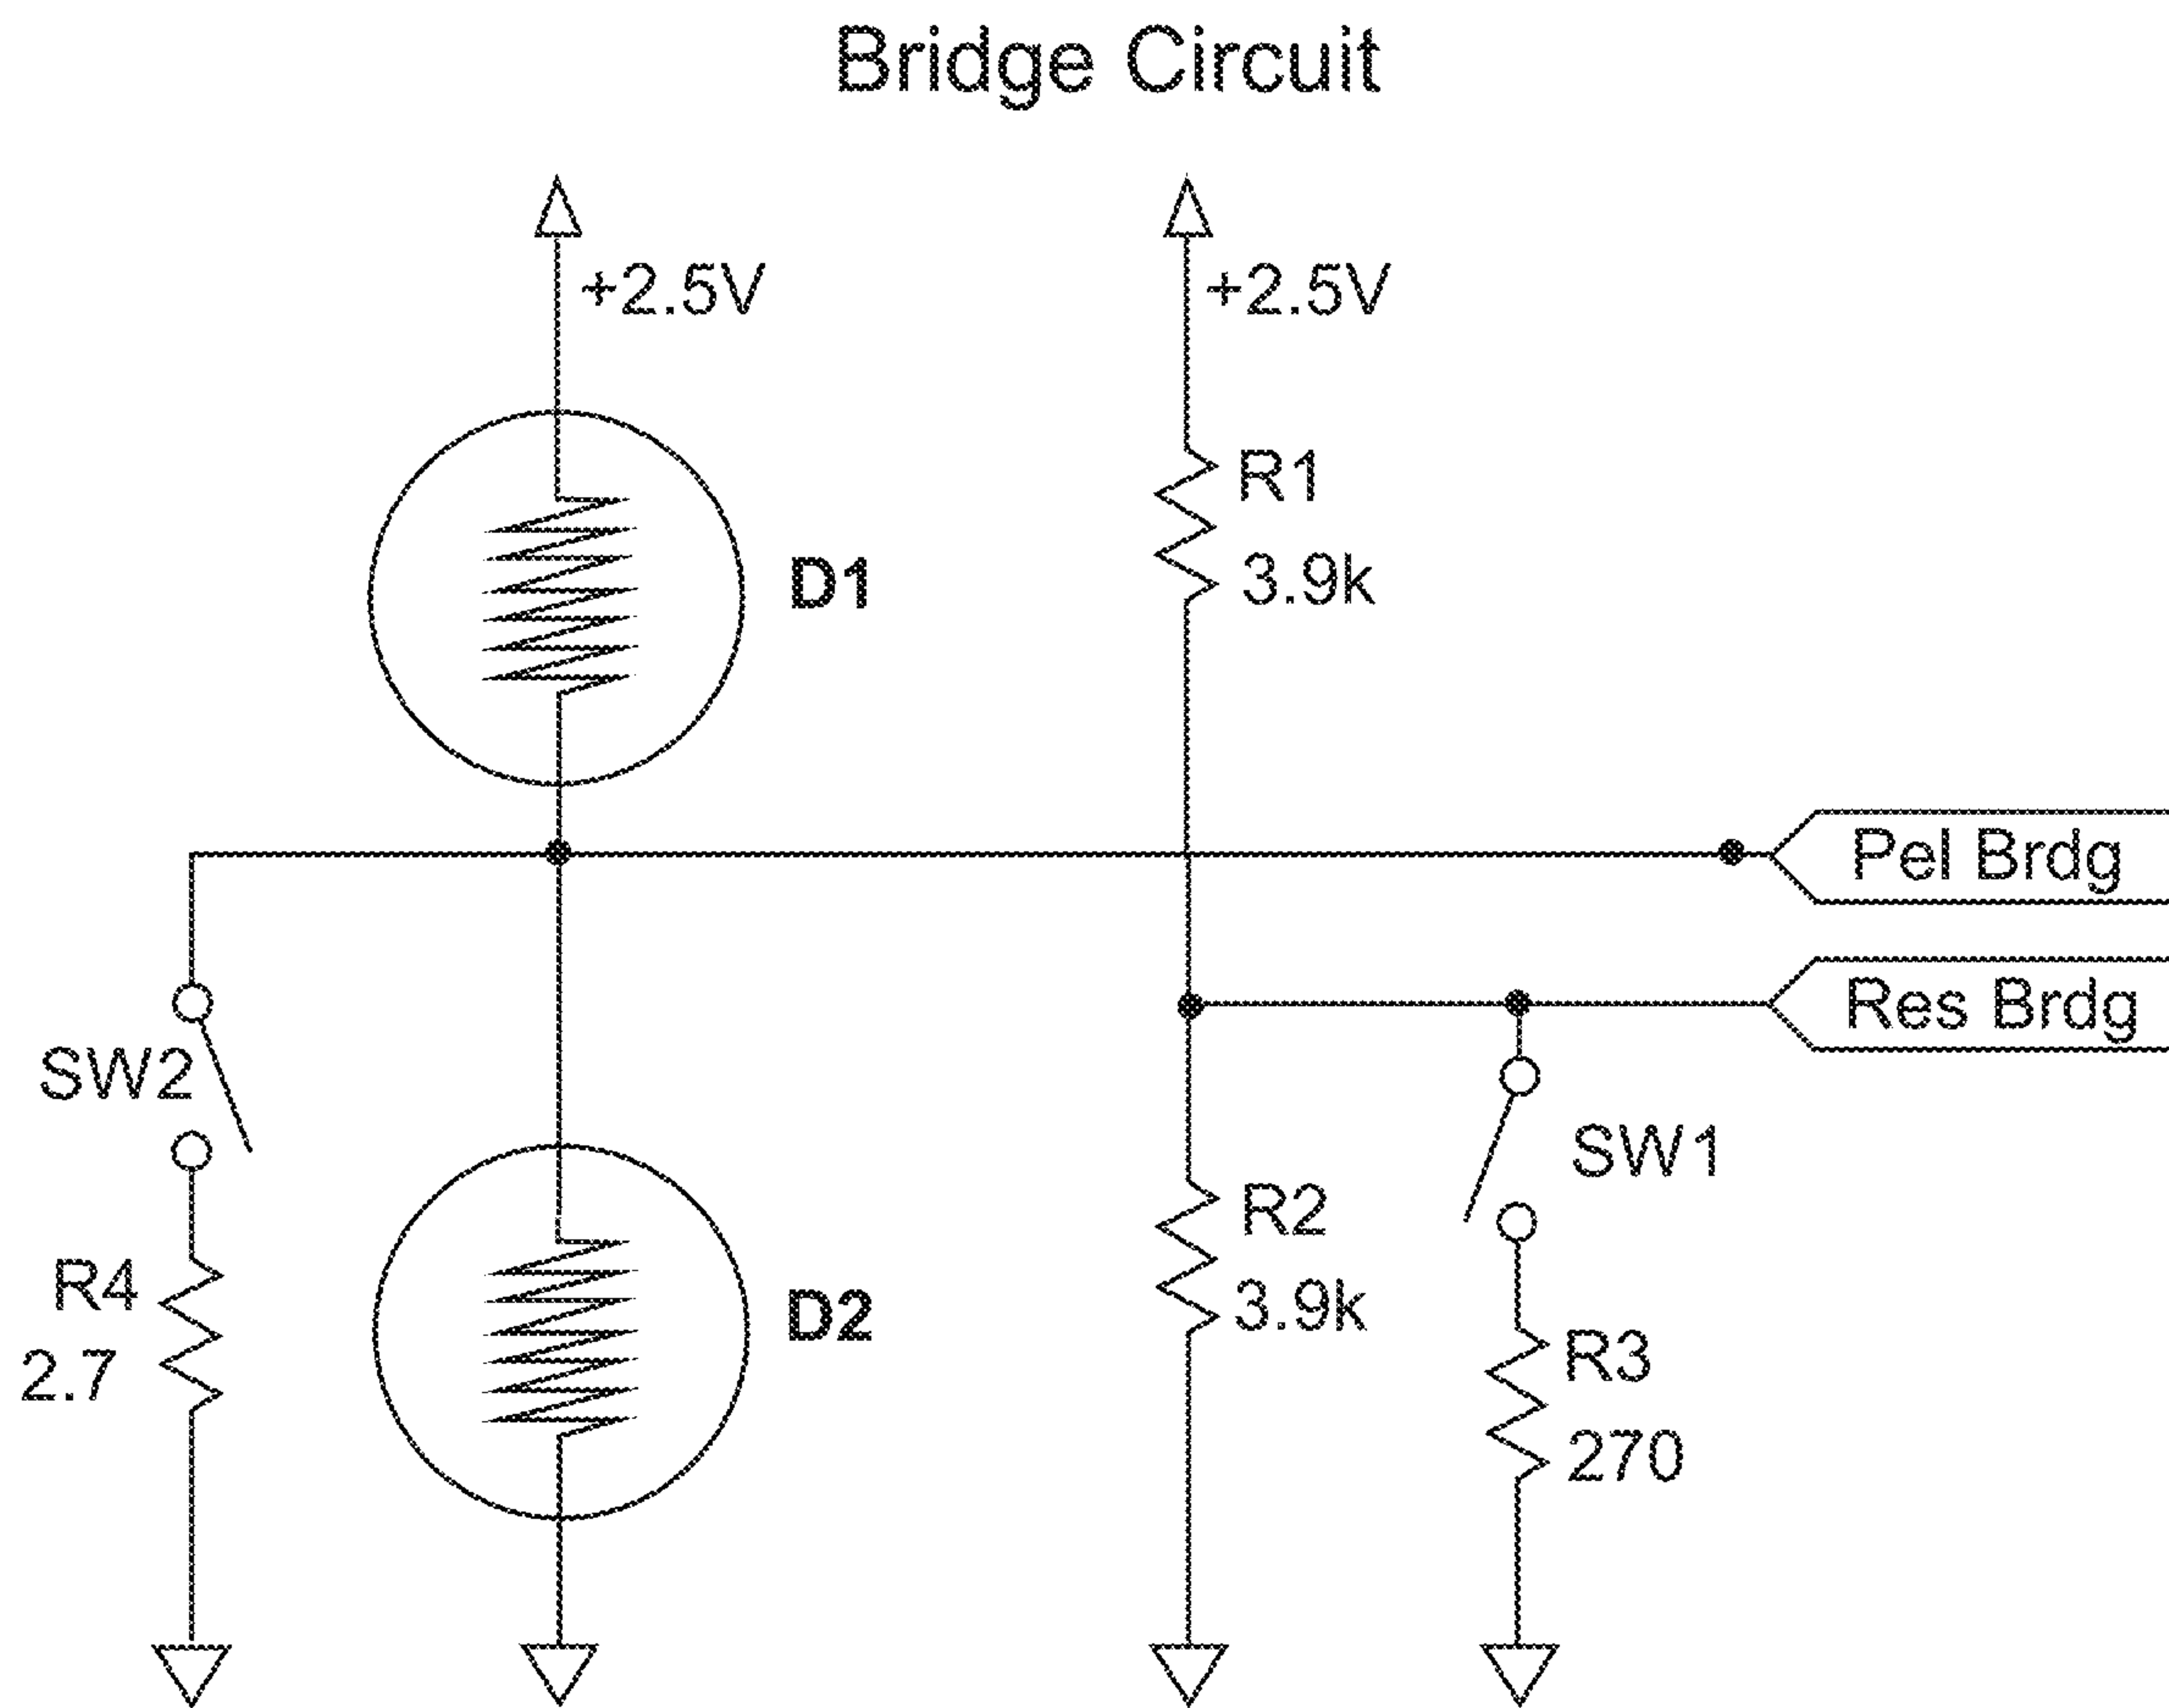 Bridge Circuit
+2.5V
+2.5V
R1
3.9k
D1
Pel Brdg
Res Brdg
SW2
SW1
R2
3.9k
R4
2.7
D2
R3
270